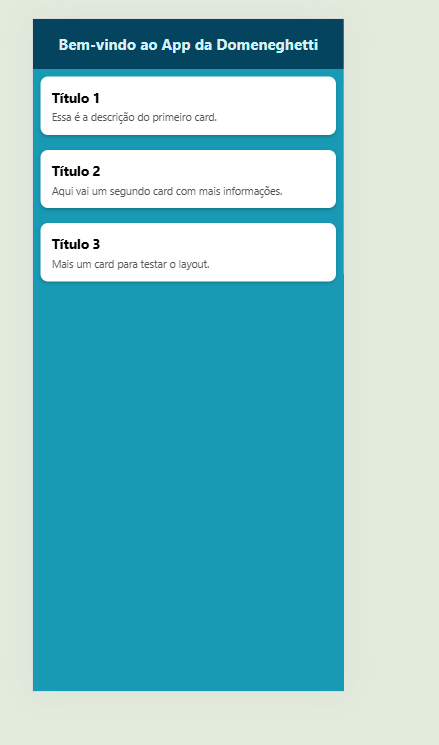 Bem-vindo ao App da Domeneghetti
Título 1
Essa é a descrição do primeiro card.
Título 2
Aqui vai um segundo card com mais informações.
Título 3
Mais um card para testar o layout.